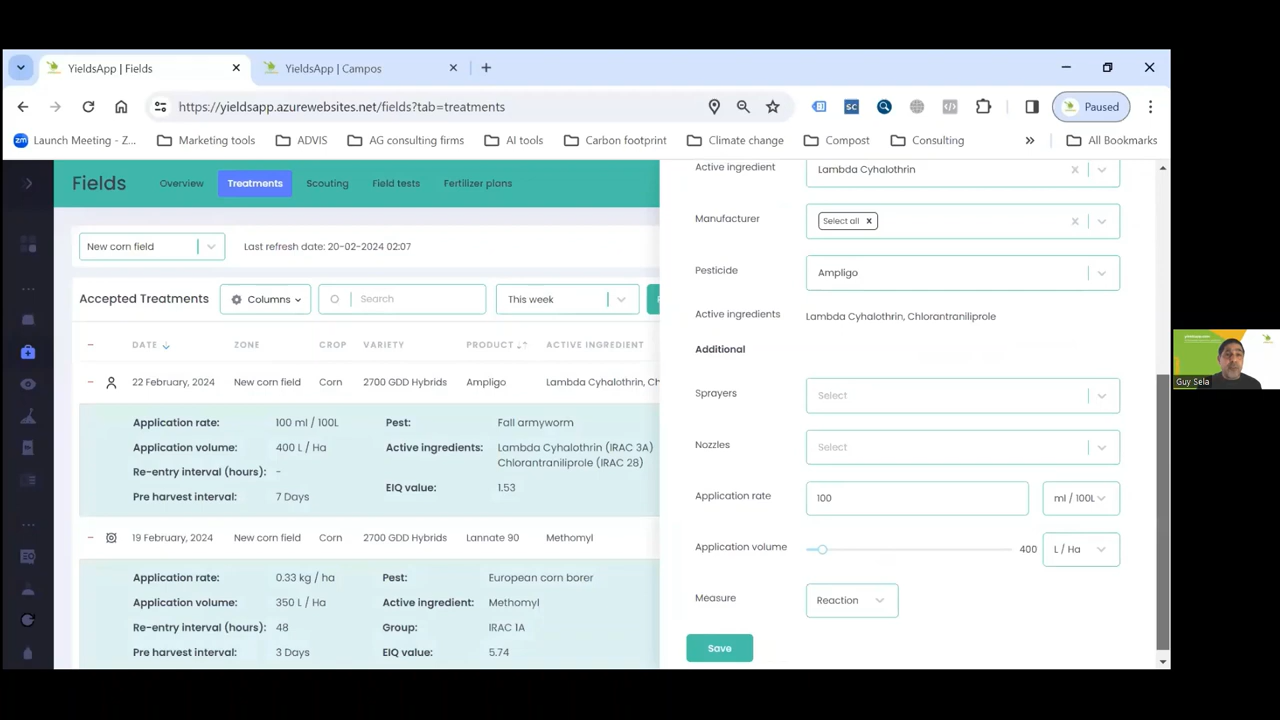 YieldsApp | Fields
YieldsApp | Campos
https://yieldsapp.azurewebsites.net/fields?tab=treatments
SC
Paused
zm Launch Meeting - Z...
Marketing tools
ADVIS
AG consulting firms
AI tools
Carbon footprint
Climate change
Compost
Consulting
All Bookmarks
Fields
Overview
Treatments
Scouting
Field tests
Fertilizer plans
New corn field
Last refresh date: 20-02-2024 02:07
Accepted Treatments
Columns
Search
This week
DATE ZONE CROP VARIETY PRODUCT ACTIVE INGREDIENT
22 February, 2024 New corn field Corn 2700 GDD Hybrids Ampligo Lambda Cyhalothrin, Ch
Application rate: 100 ml / 100L Pest: Fall armyworm
Application volume: 400 L / Ha Active ingredients: Lambda Cyhalothrin (IRAC 3A)
Chlorantraniliprole (IRAC 28)
Re-entry interval (hours): -
EIQ value: 1.53
Pre harvest interval: 7 Days
19 February, 2024 New corn field Corn 2700 GDD Hybrids Lannate 90 Methomyl
Application rate: 0.33 kg / ha Pest: European corn borer
Application volume: 350 L / Ha Active ingredient: Methomyl
Re-entry interval (hours): 48 Group: IRAC 1A
Pre harvest interval: 3 Days EIQ value: 5.74
Active ingredient Lambda Cyhalothrin
Manufacturer Select all
Pesticide Ampligo
Active ingredients Lambda Cyhalothrin, Chlorantraniliprole
Additional
Sprayers Select
Nozzles Select
Application rate 100 ml / 100L
Application volume 400 L / Ha
Measure Reaction
Save
Guy Sela